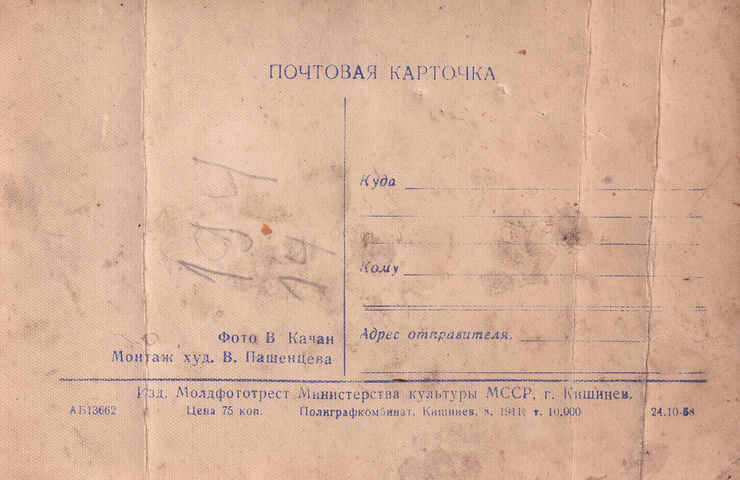 ПОЧТОВАЯ КАРТОЧКА
Куда
Кому
Адрес отправителя.
Фото В Качан
Монтаж худ. В. Пашенцева
Изд. Молдфототрест Министерства культуры МССР, г. Кишинев.
АБ13662 Цена 75 коп. Полиграфкомбинат, Кишинев, з. 1911 т. 10,000 24.10-58